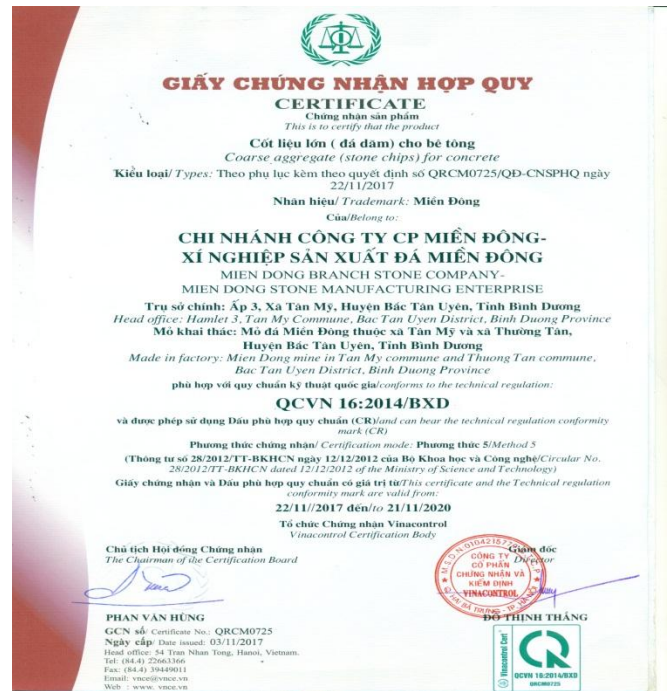 GIẤY CHỨNG NHẬN HỢP QUY
CERTIFICATE
Chứng nhận sản phẩm
This is to certify that the product
Cốt liệu lớn ( đá dăm) cho bê tông
Coarse aggregate (stone chips) for concrete
Kiểu loại/ Types: Theo phụ lục kèm theo quyết định số QRCM0725/QĐ-CNSPHQ ngày
22/11/2017
Nhãn hiệu/ Trademark: Miền Đông
Của/Belong to:
CHI NHÁNH CÔNG TY CP MIỀN ĐÔNG-
XÍ NGHIỆP SẢN XUẤT ĐÁ MIỀN ĐÔNG
MIEN DONG BRANCH STONE COMPANY-
MIEN DONG STONE MANUFACTURING ENTERPRISE
Trụ sở chính: Ấp 3, Xã Tân Mỹ, Huyện Bắc Tân Uyên, Tỉnh Bình Dương
Head office: Hamlet 3, Tan My Commune, Bac Tan Uyen District, Binh Duong Province
Mỏ khai thác: Mỏ đá Miền Đông thuộc xã Tân Mỹ và xã Thường Tân,
Huyện Bắc Tân Uyên, Tỉnh Bình Dương
Made in factory: Mien Dong mine in Tan My commune and Thuong Tan commune,
Bac Tan Uyen District, Binh Duong Province
phù hợp với quy chuẩn kỹ thuật quốc gia/conforms to the technical regulation:
QCVN 16:2014/BXD
và được phép sử dụng Dấu phù hợp quy chuẩn (CR)/and can bear the technical regulation conformity
mark (CR)
Phương thức chứng nhận/ Certification mode: Phương thức 5/Method 5
(Thông tư số 28/2012/TT-BKHCN ngày 12/12/2012 của Bộ Khoa học và Công nghệ/Circular No.
28/2012/TT-BKHCN dated 12/12/2012 of the Ministry of Science and Technology)
Giấy chứng nhận và Dấu phù hợp quy chuẩn có giá trị từ/This certificate and the Technical regulation
conformity mark are valid from:
22/11//2017 đến/to 21/11/2020
Tổ chức Chứng nhận Vinacontrol
Vinacontrol Certification Body
Chủ tịch Hội đồng Chứng nhận
The Chairman of the Certification Board
Giám đốc
Director
CÔNG TY
CỔ PHẦN
CHỨNG NHẬN VÀ
KIỂM ĐỊNH
VINACONTROL
PHAN VĂN HÙNG
ĐỖ THỊNH THẮNG
GCN số/ Certificate No.: QRCM0725
Ngày cấp/ Date issued: 03/11/2017
Head office: 54 Tran Nhan Tong, Hanoi, Vietnam.
Tel: (84.4) 22663366
Fax: (84.4) 39449011
Email: vnce@vnce.vn
Web : www. vnce.vn
Vinacontrol Cert
QCVN 16:2014/BXD
QRCM0725